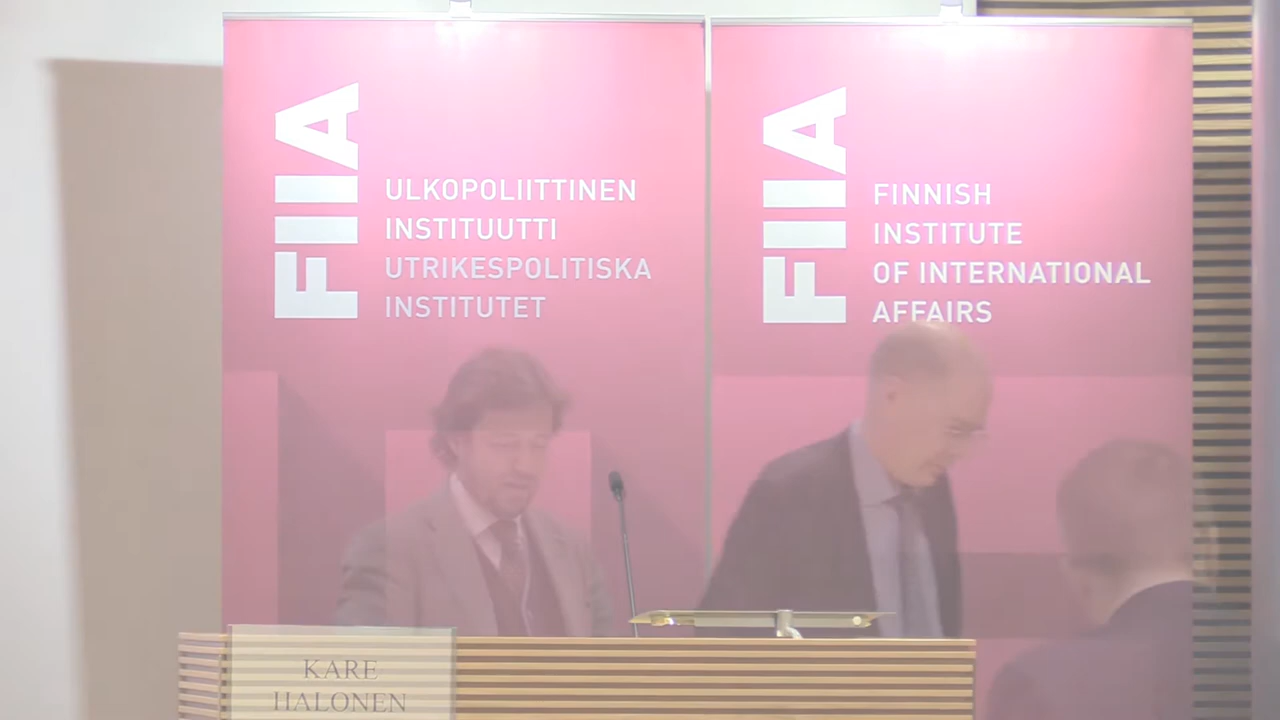 FIIA
ULKOPOLIITTINEN
INSTITUUTTI
UTRIKESPOLITISKA
INSTITUTET
FIIA
FINNISH
INSTITUTE
OF INTERNATIONAL
AFFAIRS
KARE
HALONEN